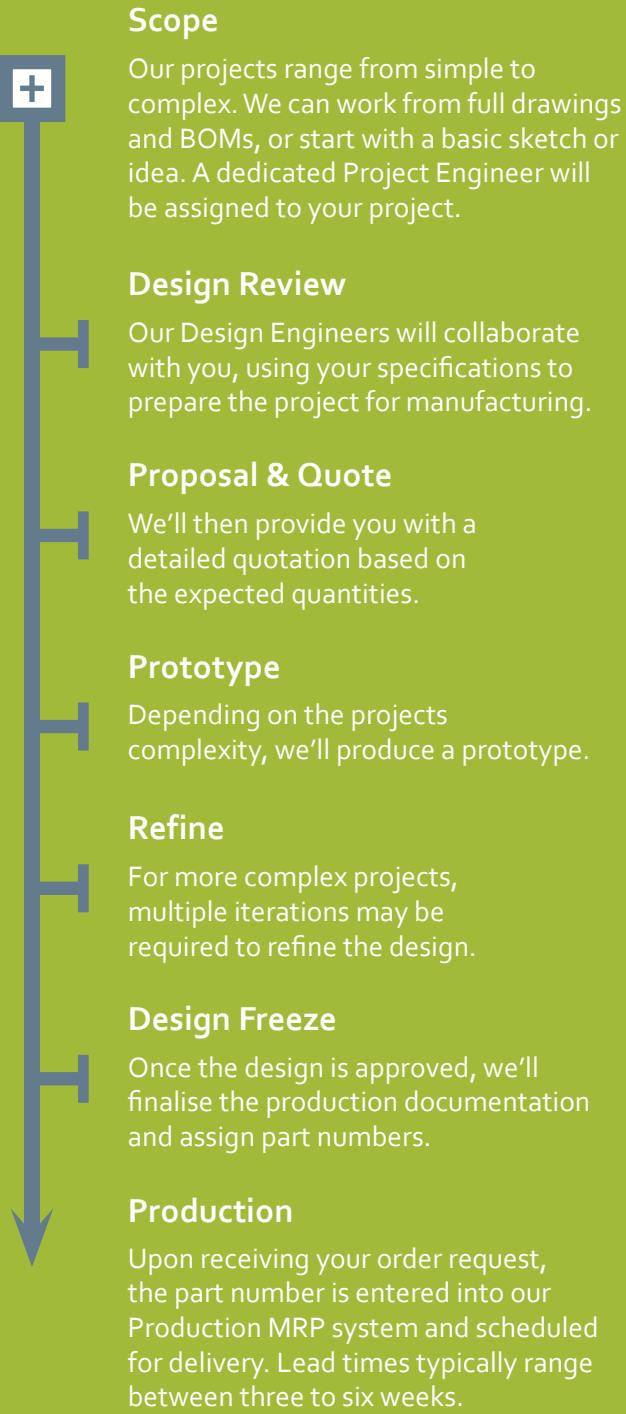 Scope
Our projects range from simple to
complex. We can work from full drawings
and BOMs, or start with a basic sketch or
idea. A dedicated Project Engineer will
be assigned to your project.
Design Review
Our Design Engineers will collaborate
with you, using your specifications to
prepare the project for manufacturing.
Proposal & Quote
We’ll then provide you with a
detailed quotation based on
the expected quantities.
Prototype
Depending on the projects
complexity, we’ll produce a prototype.
Refine
For more complex projects,
multiple iterations may be
required to refine the design.
Design Freeze
Once the design is approved, we’ll
finalise the production documentation
and assign part numbers.
Production
Upon receiving your order request,
the part number is entered into our
Production MRP system and scheduled
for delivery. Lead times typically range
between three to six weeks.